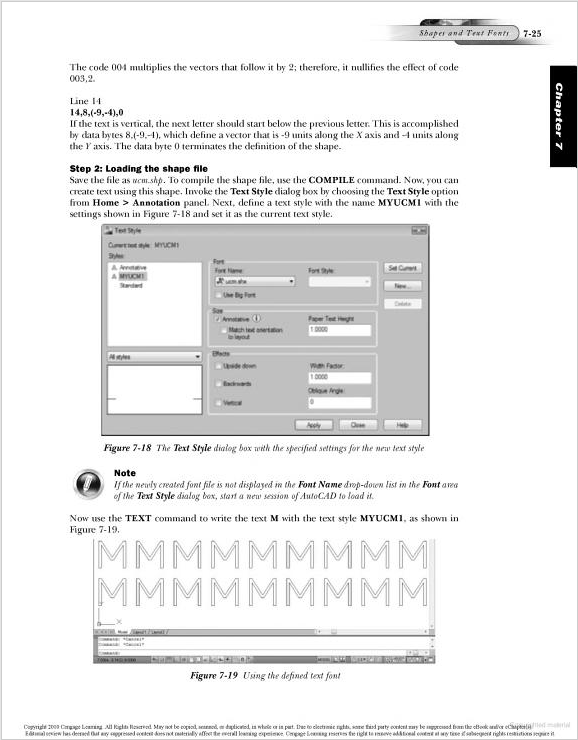 Shapes and Text Fonts 7-25
Chapter 7
The code 004 multiplies the vectors that follow it by 2; therefore, it nullifies the effect of code
003,2.
Line 14
14,8,(-9,-4),0
If the text is vertical, the next letter should start below the previous letter. This is accomplished
by data bytes 8,(-9,-4), which define a vector that is -9 units along the X axis and -4 units along
the Y axis. The data byte 0 terminates the definition of the shape.
Step 2: Loading the shape file
Save the file as ucm.shp. To compile the shape file, use the COMPILE command. Now, you can
create text using this shape. Invoke the Text Style dialog box by choosing the Text Style option
from Home > Annotation panel. Next, define a text style with the name MYUCM1 with the
settings shown in Figure 7-18 and set it as the current text style.
Text Style
Current text style: MYUCM1
Styles:
Annotative
MYUCM1
Standard
All styles
Font
Font Name:
ucm.shx
Font Style:
Use Big Font
Size
Annotative
Match text orientation
to layout
Paper Text Height
1.0000
Effects
Upside down
Backwards
Vertical
Width Factor:
1.0000
Oblique Angle:
0
Set Current
New...
Delete
Apply Close Help
Figure 7-18 The Text Style dialog box with the specified settings for the new text style
Note
If the newly created font file is not displayed in the Font Name drop-down list in the Font area
of the Text Style dialog box, start a new session of AutoCAD to load it.
Now use the TEXT command to write the text M with the text style MYUCM1, as shown in
Figure 7-19.
M M M M M M M M M
M M M M M M M M M
X
Model Layout1 Layout2
Command: *Cancel*
Command: *Cancel*
Command:
Figure 7-19 Using the defined text font
Copyright 2010 Cengage Learning. All Rights Reserved. May not be copied, scanned, or duplicated, in whole or in part. Due to electronic rights, some third party content may be suppressed from the eBook and/or eChapter(s).
Editorial review has deemed that any suppressed content does not materially affect the overall learning experience. Cengage Learning reserves the right to remove additional content at any time if subsequent rights restrictions require it.